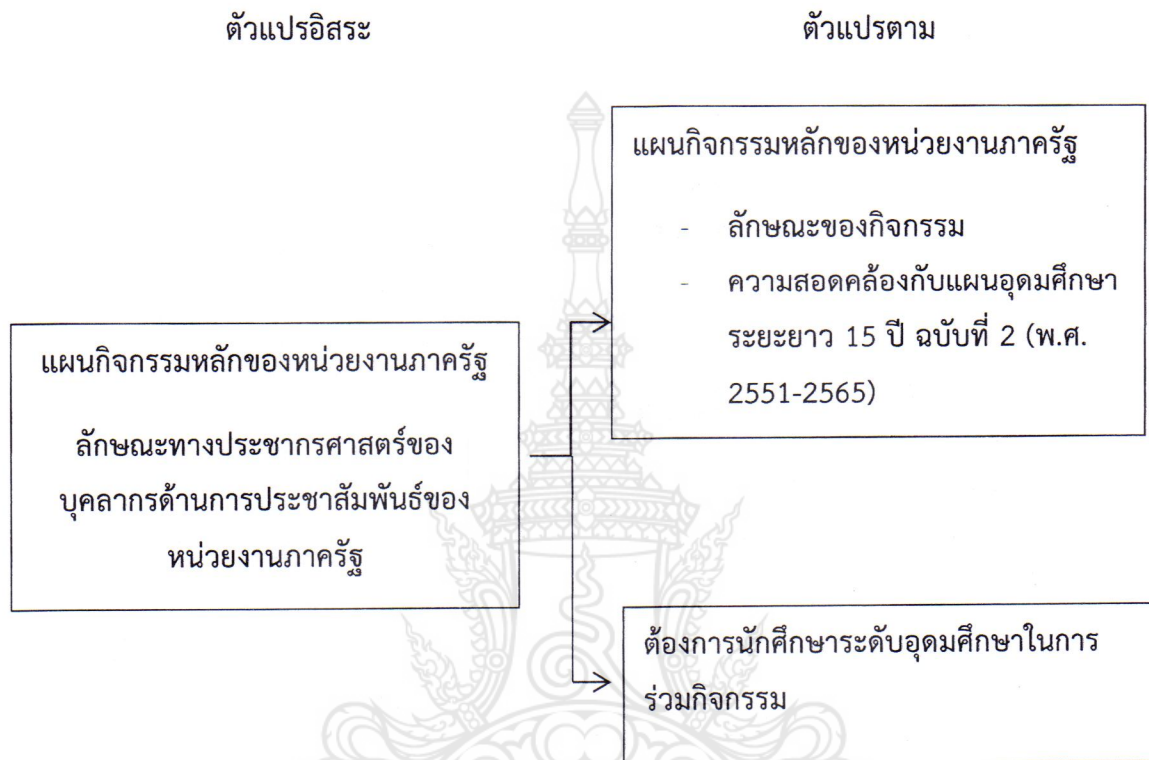 ตัวแปรอิสระ
ตัวแปรตาม
แผนกิจกรรมหลักของหน่วยงานภาครัฐ
ลักษณะทางประชากรศาสตร์ของ
บุคลากรด้านการประชาสัมพันธ์ของ
หน่วยงานภาครัฐ
แผนกิจกรรมหลักของหน่วยงานภาครัฐ
- ลักษณะของกิจกรรม
- ความสอดคล้องกับแผนอุดมศึกษา
ระยะยาว 15 ปี ฉบับที่ 2 (พ.ศ.
2551-2565)
ต้องการนักศึกษาระดับอุดมศึกษาในการ
ร่วมกิจกรรม